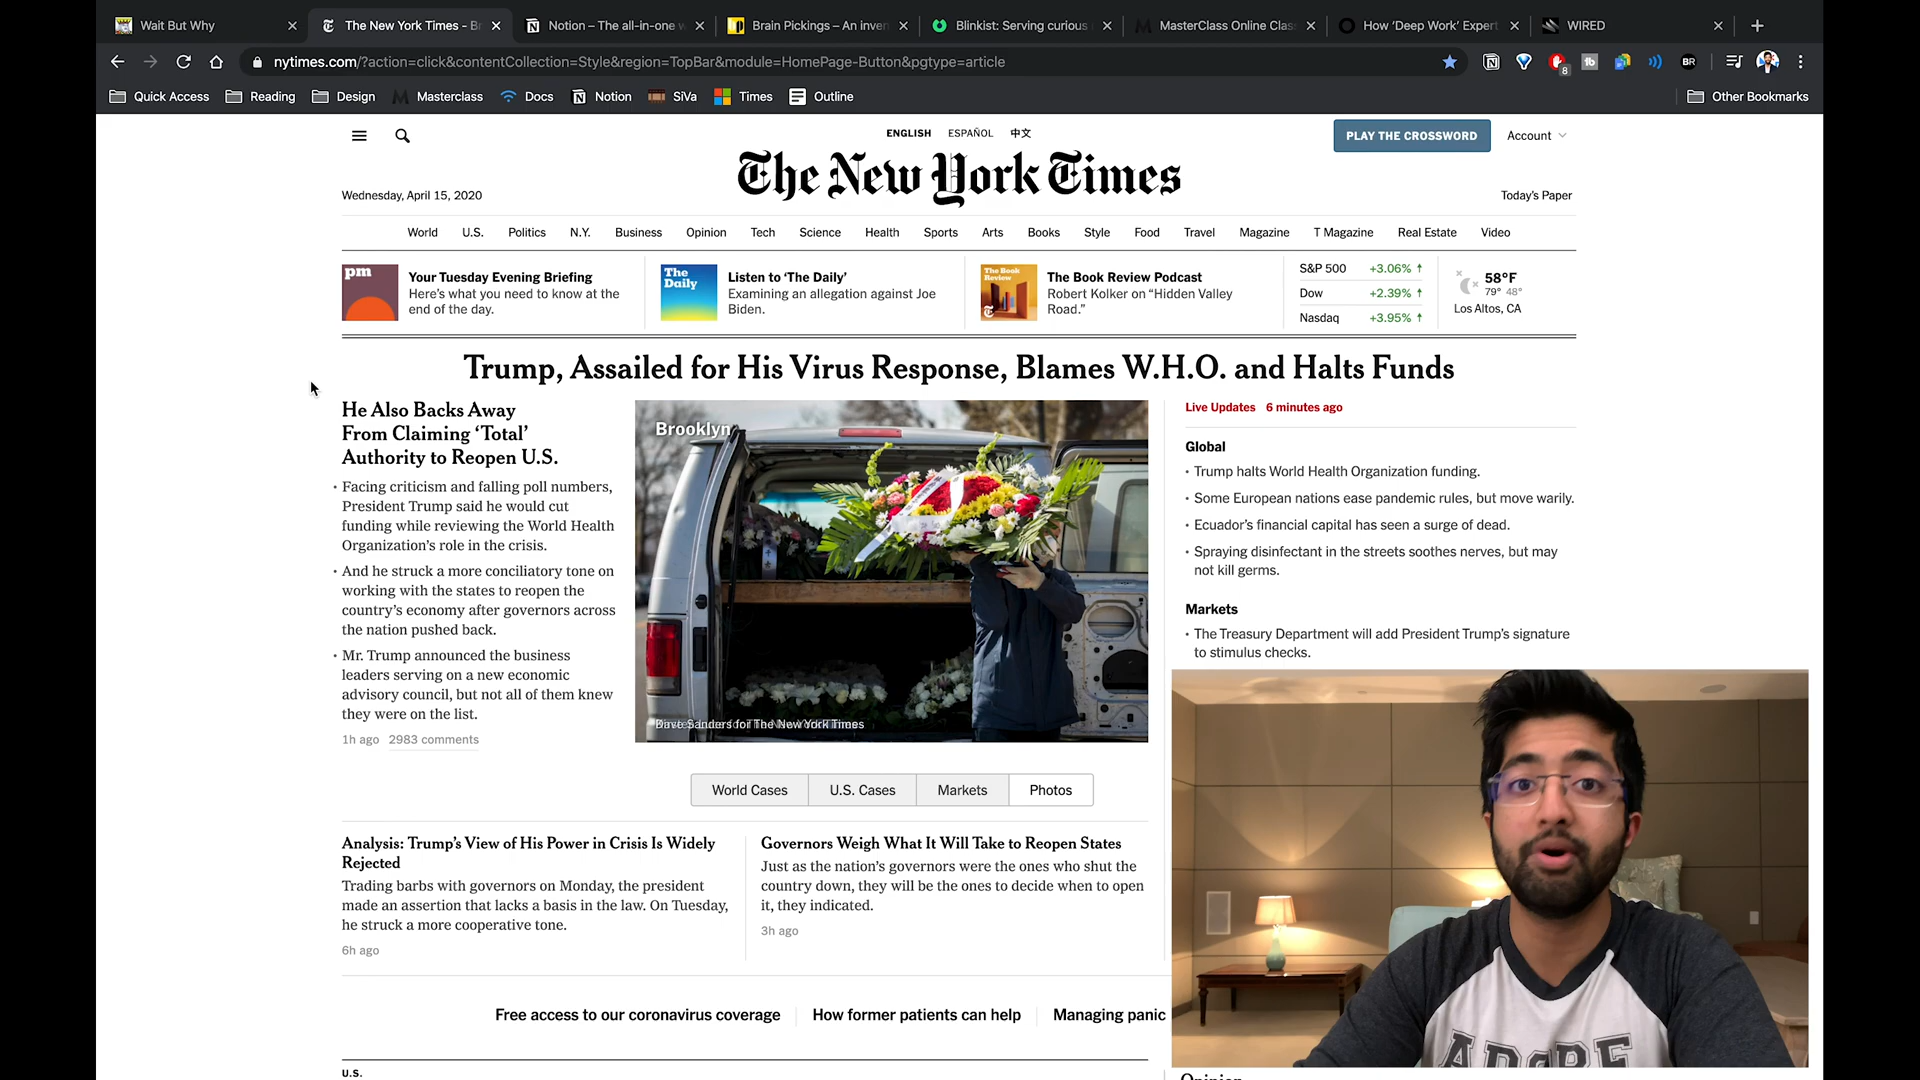 Wait But Why
The New York Times - Br
Notion – The all-in-one w
Brain Pickings – An inven
Blinkist: Serving curious
MasterClass Online Clas
How ‘Deep Work’ Expert
WIRED
nytimes.com/?action=click&contentCollection=Style&region=TopBar&module=HomePage-Button&pgtype=article
8
BR
Quick Access
Reading
Design
Masterclass
Docs
Notion
SiVa
Times
Outline
Other Bookmarks
ENGLISH ESPAÑOL 中文
PLAY THE CROSSWORD
Account
The New York Times
Wednesday, April 15, 2020
Today’s Paper
World U.S. Politics N.Y. Business Opinion Tech Science Health Sports Arts Books Style Food Travel Magazine T Magazine Real Estate Video
pm
Your Tuesday Evening Briefing
Here’s what you need to know at the
end of the day.
The
Daily
Listen to ‘The Daily’
Examining an allegation against Joe
Biden.
The Book
Review
The Book Review Podcast
Robert Kolker on “Hidden Valley
Road.”
S&P 500 +3.06% ↑
Dow +2.39% ↑
Nasdaq +3.95% ↑
58°F
79° 48°
Los Altos, CA
Trump, Assailed for His Virus Response, Blames W.H.O. and Halts Funds
He Also Backs Away
From Claiming ‘Total’
Authority to Reopen U.S.
• Facing criticism and falling poll numbers,
President Trump said he would cut
funding while reviewing the World Health
Organization’s role in the crisis.
• And he struck a more conciliatory tone on
working with the states to reopen the
country’s economy after governors across
the nation pushed back.
• Mr. Trump announced the business
leaders serving on a new economic
advisory council, but not all of them knew
they were on the list.
1h ago 2983 comments
Brooklyn
Sanders for The New York Times
World Cases
U.S. Cases
Markets
Photos
Live Updates 6 minutes ago
Global
• Trump halts World Health Organization funding.
• Some European nations ease pandemic rules, but move warily.
• Ecuador’s financial capital has seen a surge of dead.
• Spraying disinfectant in the streets soothes nerves, but may
not kill germs.
Markets
• The Treasury Department will add President Trump’s signature
to stimulus checks.
Analysis: Trump’s View of His Power in Crisis Is Widely
Rejected
Trading barbs with governors on Monday, the president
made an assertion that lacks a basis in the law. On Tuesday,
he struck a more cooperative tone.
6h ago
Governors Weigh What It Will Take to Reopen States
Just as the nation’s governors were the ones who shut the
country down, they will be the ones to decide when to open
it, they indicated.
3h ago
Free access to our coronavirus coverage
How former patients can help
Managing panic
U.S.
Opinion